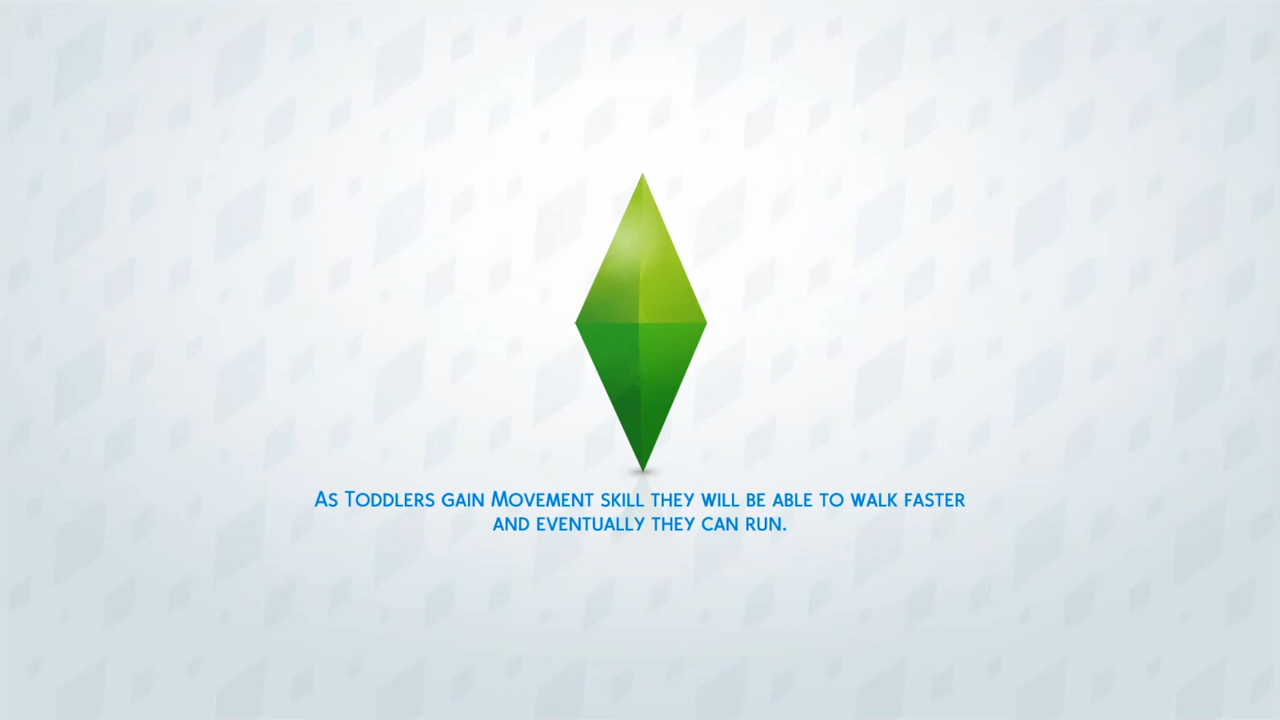 As Toddlers gain Movement skill they will be able to walk faster
and eventually they can run.